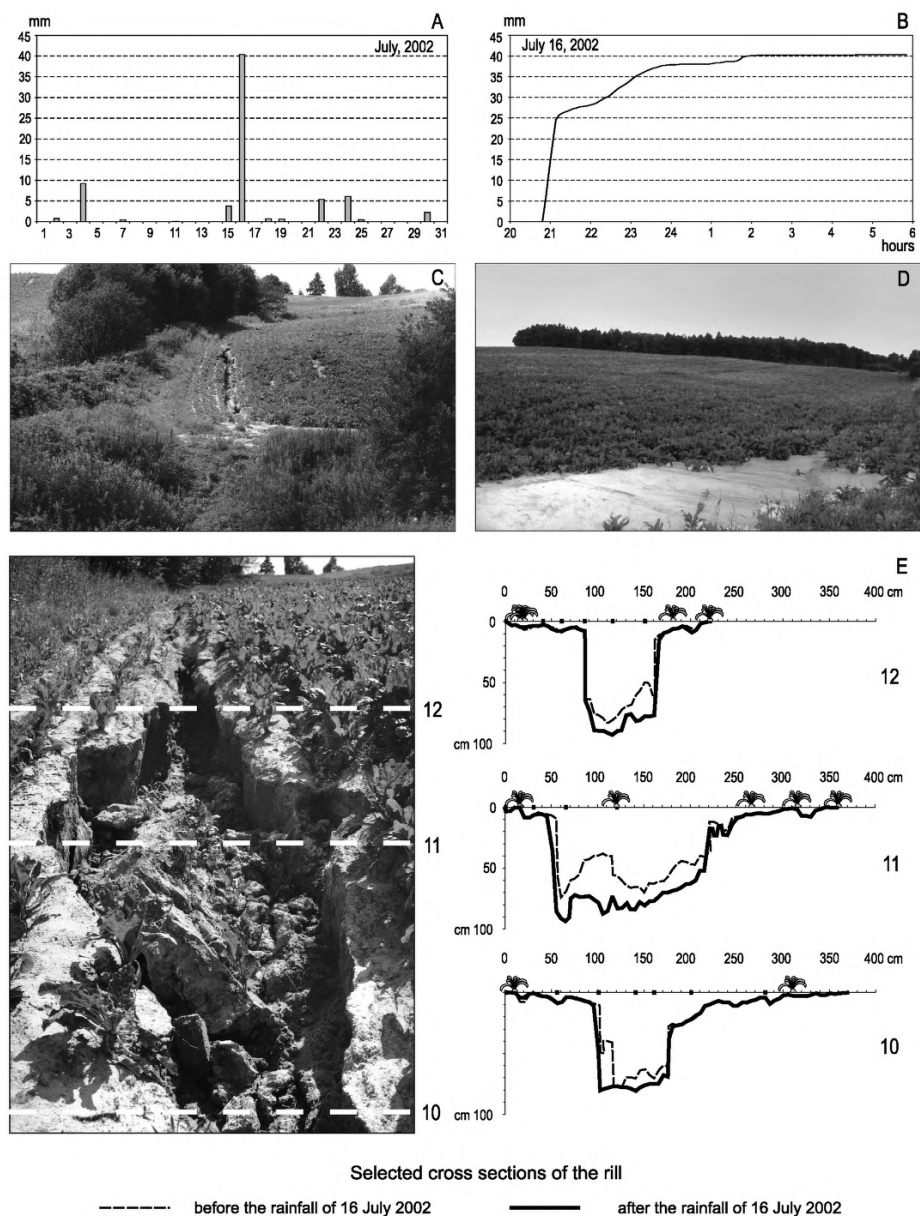 A
mm
July, 2002
45
40
35
30
25
20
15
10
5
0
1 3 5 7 9 11 13 15 17 19 21 23 25 27 29 31
B
mm
July 16, 2002
45
40
35
30
25
20
15
10
5
0
20 21 22 23 24 1 2 3 4 5 6
hours
C
D
E
12
11
10
0 50 100 150 200 250 300 350 400 cm
0
50
cm 100
12
0 50 100 150 200 250 300 350 400 cm
0
50
cm 100
11
0 50 100 150 200 250 300 350 400 cm
cm 100
10
Selected cross sections of the rill
before the rainfall of 16 July 2002
after the rainfall of 16 July 2002